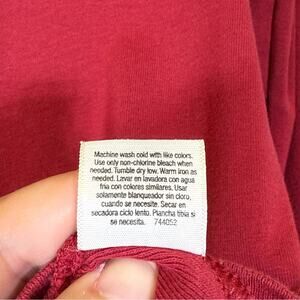 Machine wash cold with like colors.
Use only non-chlorine bleach when
needed. Tumble dry low. Warm iron as
needed. Lavar en lavadora con agua
fria con colores similares. Usar
solamente blanqueador sin cloro,
cuando se necesite. Secar en
secadora ciclo lento. Plancha tibia si
se necesita. 744052